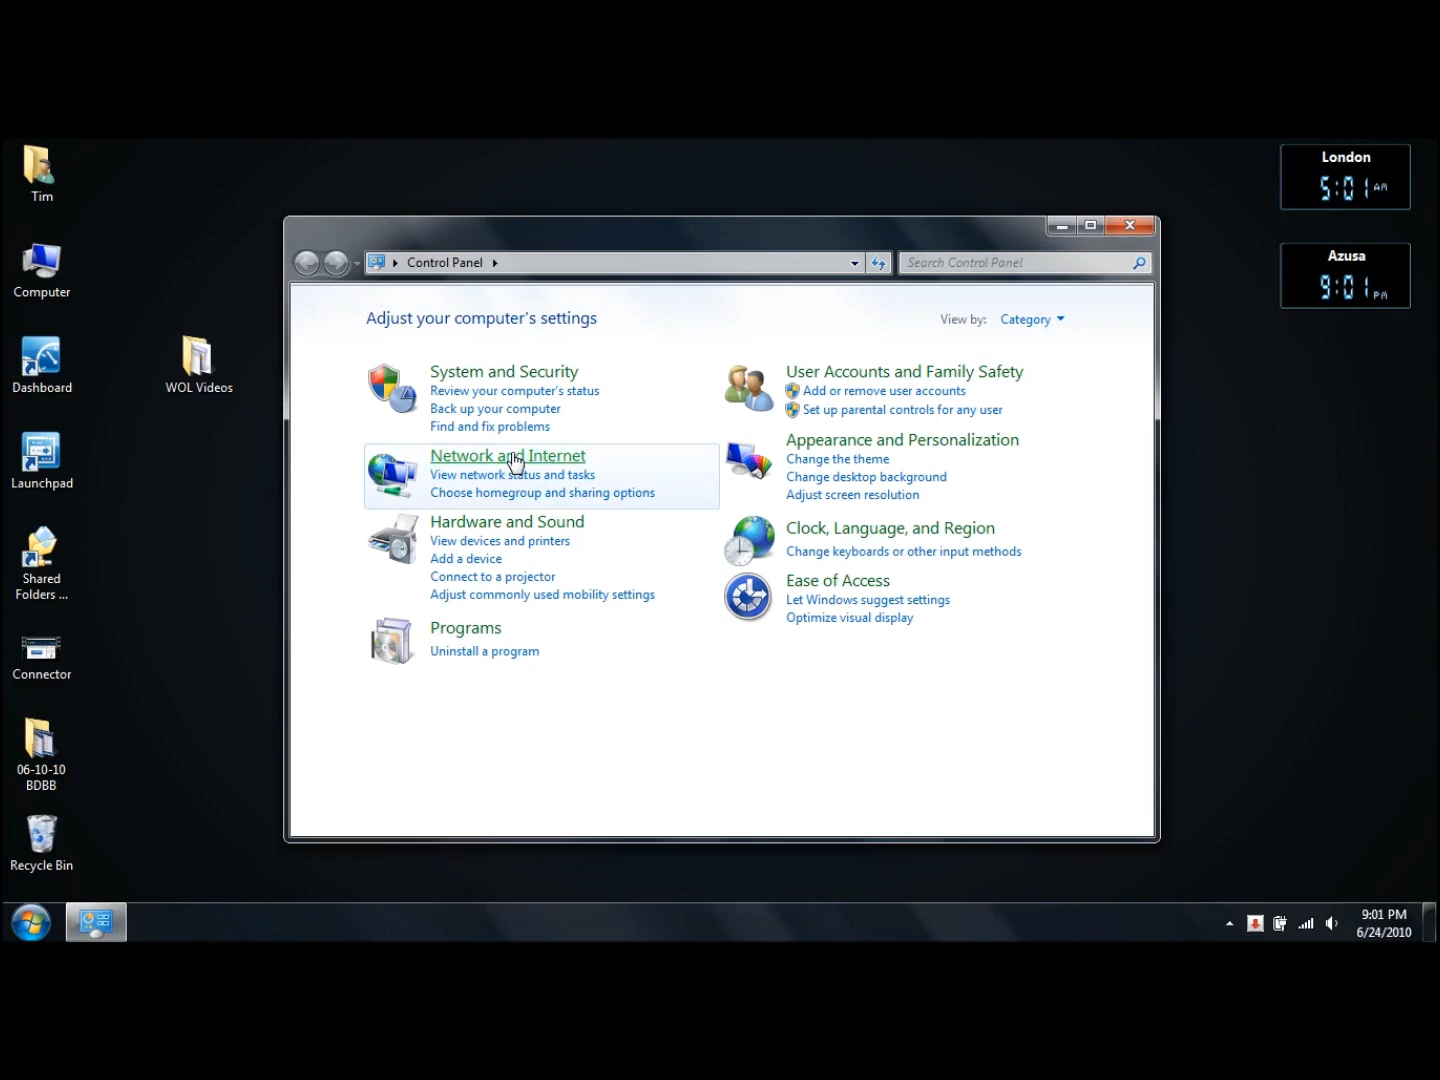 Tim
Computer
Dashboard
Launchpad
Shared
Folders ...
Connector
06-10-10
BDBB
Recycle Bin
WOL Videos
Control Panel
Search Control Panel
Adjust your computer's settings
View by: Category
System and Security
Review your computer's status
Back up your computer
Find and fix problems
Network and Internet
View network status and tasks
Choose homegroup and sharing options
Hardware and Sound
View devices and printers
Add a device
Connect to a projector
Adjust commonly used mobility settings
Programs
Uninstall a program
User Accounts and Family Safety
Add or remove user accounts
Set up parental controls for any user
Appearance and Personalization
Change the theme
Change desktop background
Adjust screen resolution
Clock, Language, and Region
Change keyboards or other input methods
Ease of Access
Let Windows suggest settings
Optimize visual display
London
5:01 AM
Azusa
9:01 PM
9:01 PM
6/24/2010